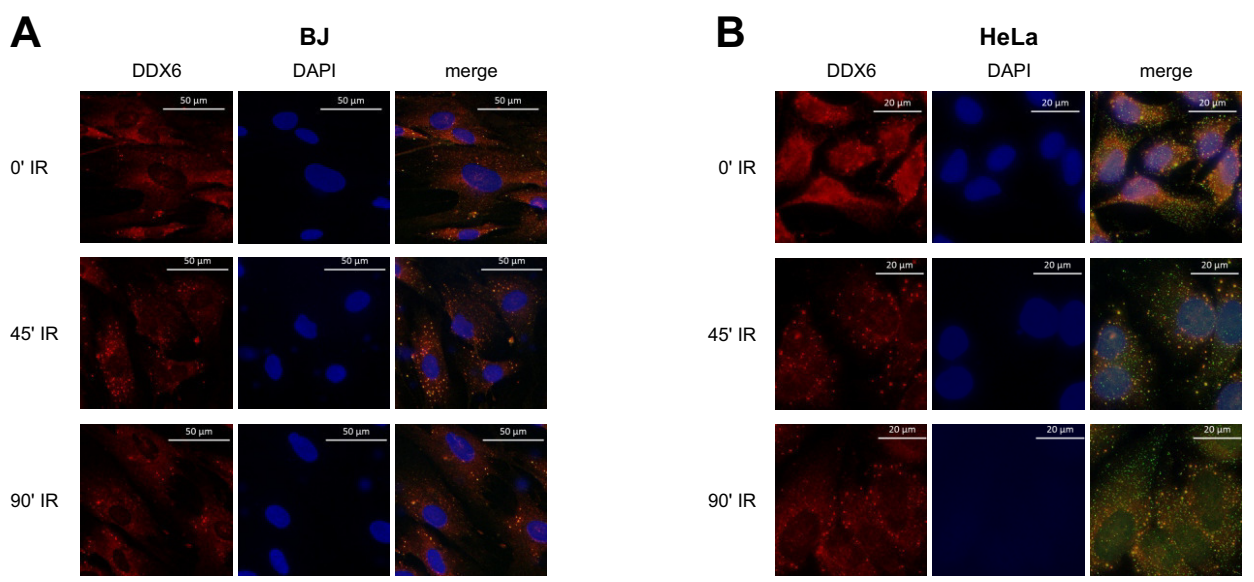 A
BJ
DDX6 DAPI merge
0' IR
50 µm 50 µm 50 µm
45' IR
50 µm 50 µm 50 µm
90' IR
50 µm 50 µm 50 µm
B
HeLa
DDX6 DAPI merge
0' IR
20 µm 20 µm 20 µm
45' IR
20 µm 20 µm 20 µm
90' IR
20 µm 20 µm 20 µm